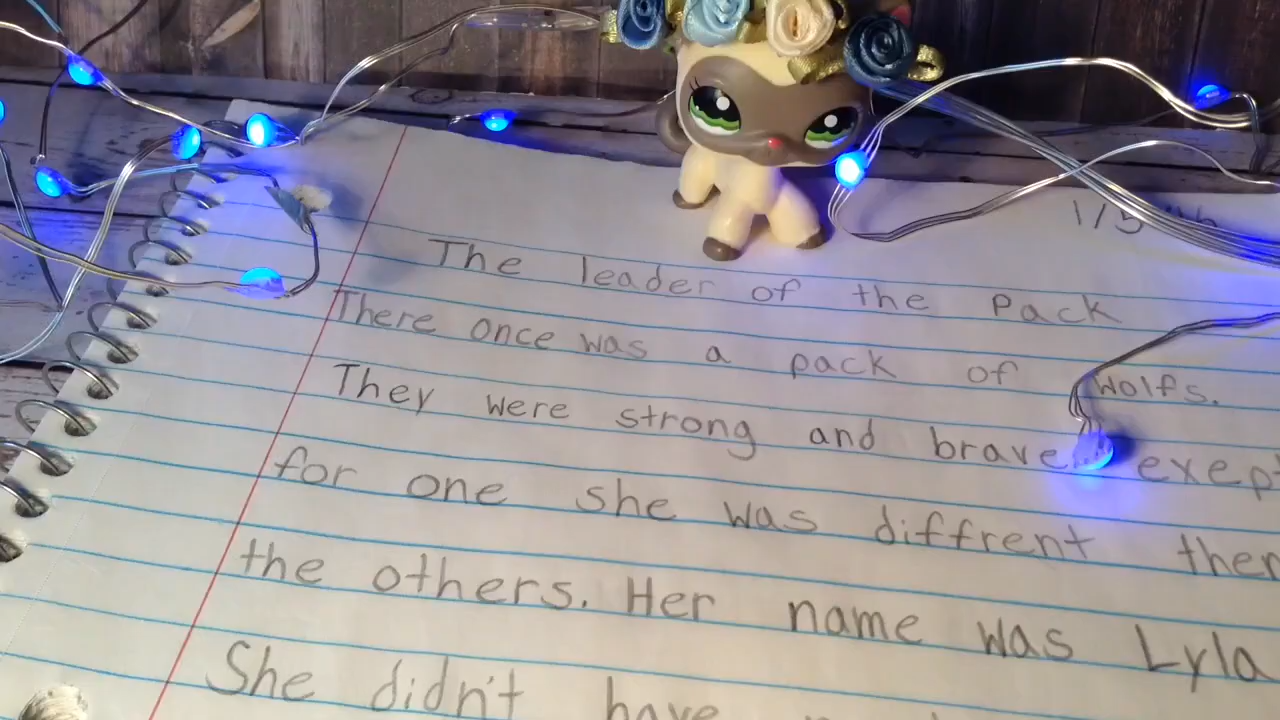 The leader of the Pack
There once was a pack of wolfs.
They were strong and brave exept
for one she was diffrent then
the others. Her name was Lyla
She didn't have